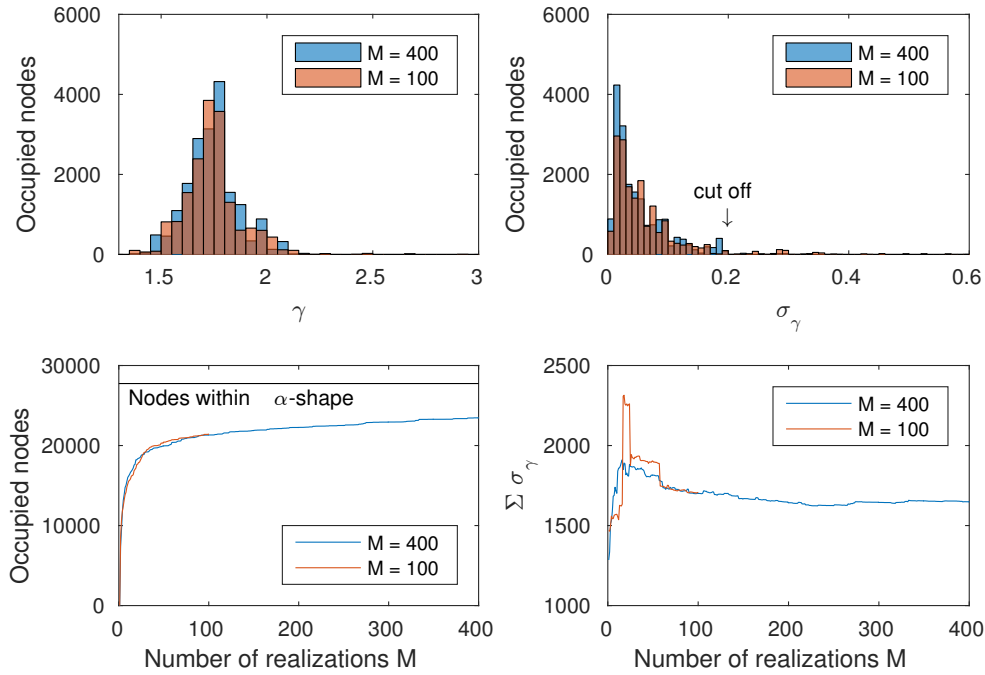 6000
4000
2000
0
Occupied nodes
M = 400
M = 100
1.5
2
2.5
3
γ
6000
4000
2000
0
Occupied nodes
M = 400
M = 100
cut off
↓
0
0.2
0.4
0.6
σγ
30000
20000
10000
0
Occupied nodes
Nodes within α-shape
M = 400
M = 100
0
100
200
300
400
Number of realizations M
2500
2000
1500
1000
Σ σγ
M = 400
M = 100
0
100
200
300
400
Number of realizations M